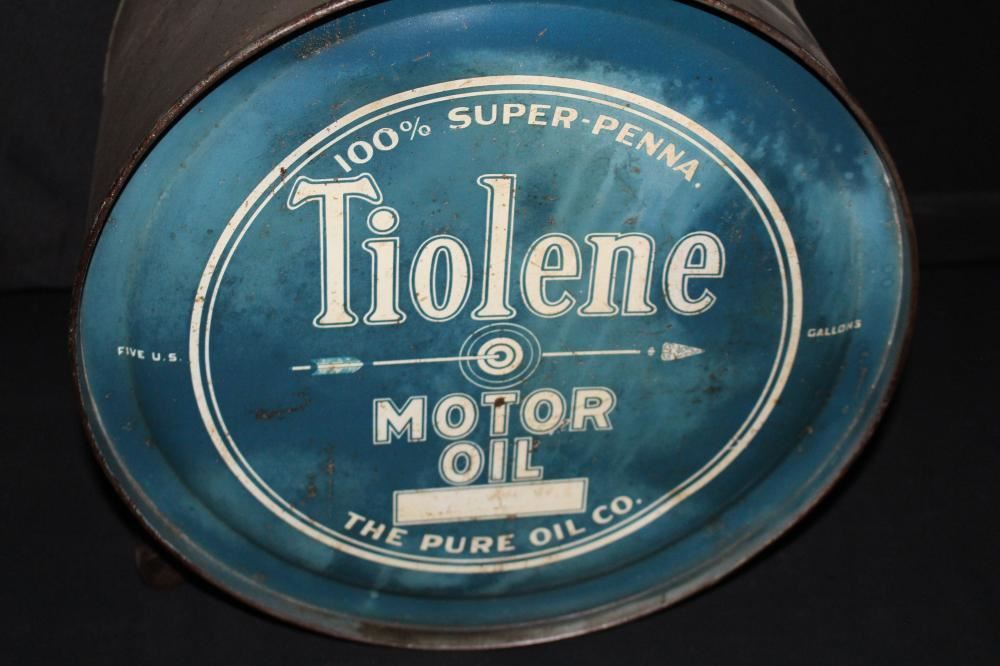 100% SUPER-PENNA.
Tiolene
FIVE U.S. GALLONS
MOTOR
OIL
THE PURE OIL CO.